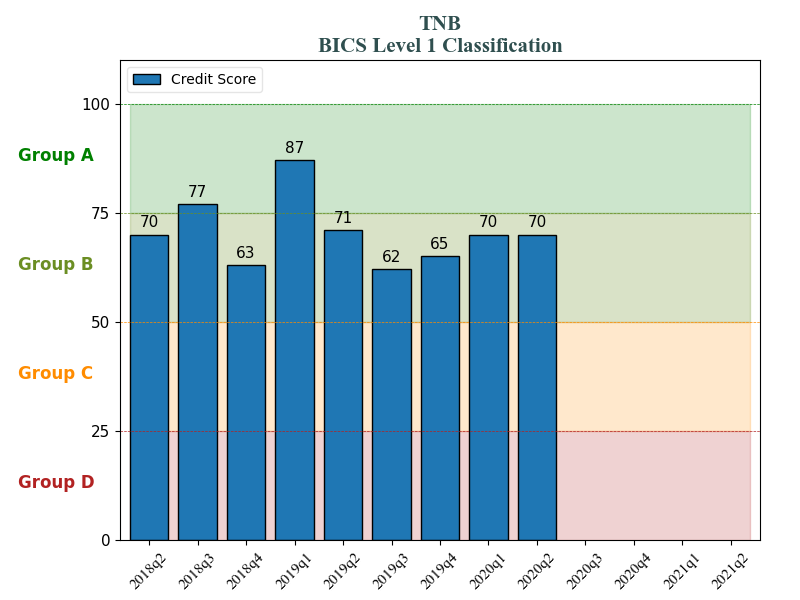 TNB
BICS Level 1 Classification
Credit Score
100
75
50
25
0
Group A
Group B
Group C
Group D
70
77
63
87
71
62
65
70
70
2018q2
2018q3
2018q4
2019q1
2019q2
2019q3
2019q4
2020q1
2020q2
2020q3
2020q4
2021q1
2021q2